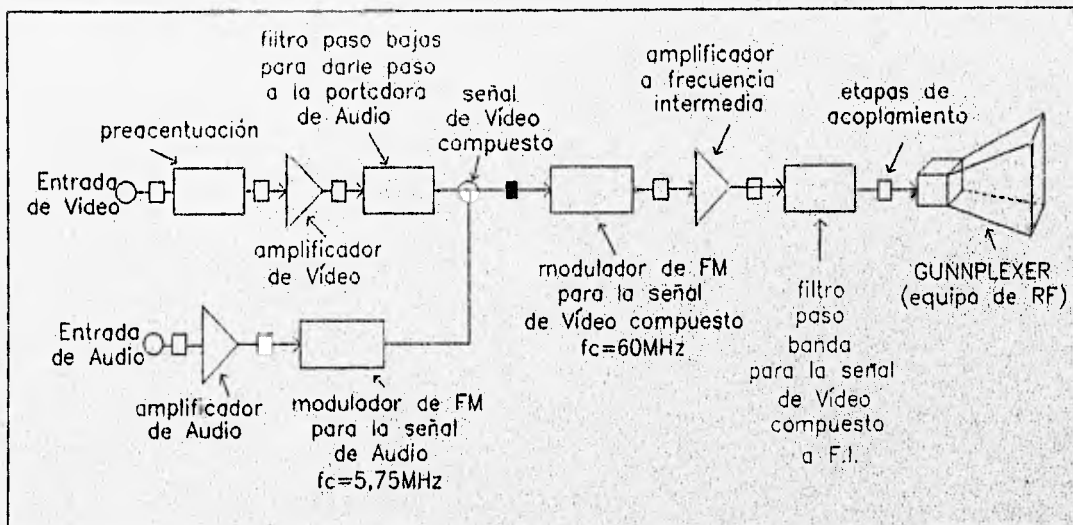 filtro paso bajas
para darle paso
a la portadora
de Audio
señal
de Vídeo
compuesto
amplificador
a frecuencia
intermedia
etapas de
acoplamiento
preacentuación
Entrada
de Vídeo
amplificador
de Vídeo
modulador de FM
para la señal
de Vídeo compuesto
fc=60MHz
filtro
paso
banda
para la señal
de Vídeo
compuesto
a F.I.
GUNNPLEXER
(equipo de RF)
Entrada
de Audio
amplificador
de Audio
modulador de FM
para la señal
de Audio
fc=5,75MHz